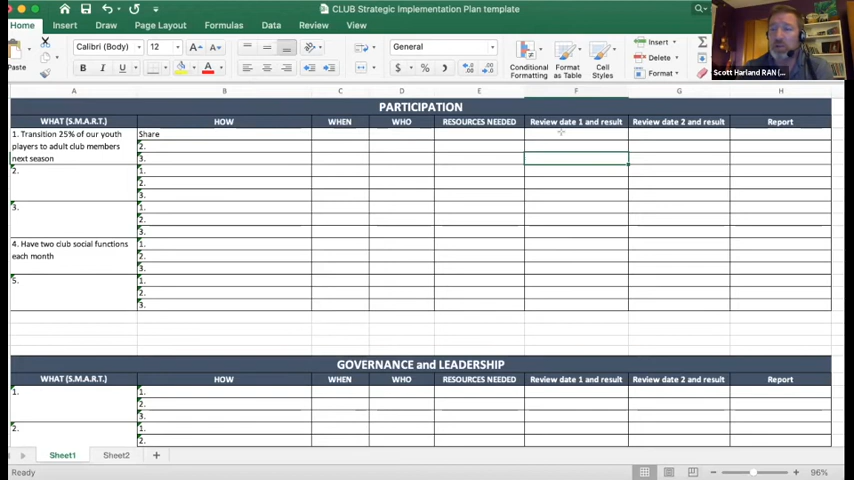 CLUB Strategic Implementation Plan template
Home Insert Draw Page Layout Formulas Data Review View
Paste Calibri (Body) 12 General Conditional Formatting Format as Table Cell Styles Insert Delete Format
B I U A $ % ,
Scott Harland RAN (...
A B C D E F G H
PARTICIPATION
WHAT (S.M.A.R.T.) HOW WHEN WHO RESOURCES NEEDED Review date 1 and result Review date 2 and result Report
1. Transition 25% of our youth players to adult club members next season
Share
2.
3.
2.
1.
2.
3.
3.
1.
2.
3.
4. Have two club social functions each month
1.
2.
3.
5.
1.
2.
3.
GOVERNANCE and LEADERSHIP
WHAT (S.M.A.R.T.) HOW WHEN WHO RESOURCES NEEDED Review date 1 and result Review date 2 and result Report
1.
1.
2.
3.
2.
1.
2.
Sheet1 Sheet2
Ready 96%